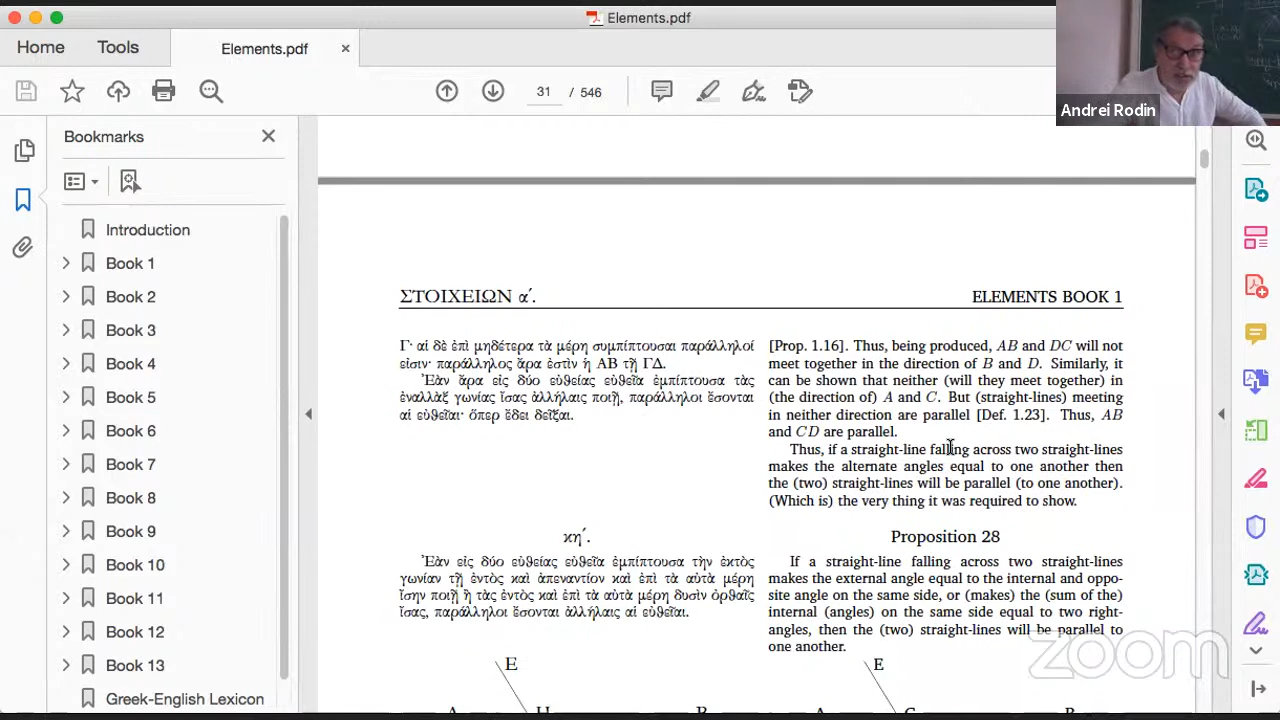 Elements.pdf
Home
Tools
Elements.pdf
31 / 546
Andrei Rodin
Bookmarks
Introduction
Book 1
Book 2
Book 3
Book 4
Book 5
Book 6
Book 7
Book 8
Book 9
Book 10
Book 11
Book 12
Book 13
Greek-English Lexicon
ΣΤΟΙΧΕΙΩΝ αʹ.
ELEMENTS BOOK 1
Γ· αἱ δὲ ἐπὶ μηδέτερα τὰ μέρη συμπίπτουσαι παράλληλοί
εἰσιν· παράλληλος ἄρα ἐστὶν ἡ ΑΒ τῇ ΓΔ.
Ἐὰν ἄρα εἰς δύο εὐθείας εὐθεῖα ἐμπίπτουσα τὰς
ἐναλλὰξ γωνίας ἴσας ἀλλήλαις ποιῇ, παράλληλοι ἔσονται
αἱ εὐθεῖαι· ὅπερ ἔδει δεῖξαι.
κηʹ.
Ἐὰν εἰς δύο εὐθείας εὐθεῖα ἐμπίπτουσα τὴν ἐκτὸς
γωνίαν τῇ ἐντὸς καὶ ἀπεναντίον καὶ ἐπὶ τὰ αὐτὰ μέρη
ἴσην ποιῇ ἢ τὰς ἐντὸς καὶ ἐπὶ τὰ αὐτὰ μέρη δυσὶν ὀρθαῖς
ἴσας, παράλληλοι ἔσονται ἀλλήλαις αἱ εὐθεῖαι.
E
[Prop. 1.16]. Thus, being produced, AB and DC will not
meet together in the direction of B and D. Similarly, it
can be shown that neither (will they meet together) in
(the direction of) A and C. But (straight-lines) meeting
in neither direction are parallel [Def. 1.23]. Thus, AB
and CD are parallel.
Thus, if a straight-line falling across two straight-lines
makes the alternate angles equal to one another then
the (two) straight-lines will be parallel (to one another).
(Which is) the very thing it was required to show.
Proposition 28
If a straight-line falling across two straight-lines
makes the external angle equal to the internal and oppo-
site angle on the same side, or (makes) the (sum of the)
internal (angles) on the same side equal to two right-
angles, then the (two) straight-lines will be parallel to
one another.
E
zoom